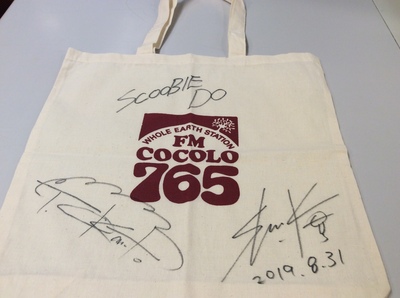 SCOOBIE
DO
WHOLE EARTH STATION
FM
COCOLO
765
2019.8.31